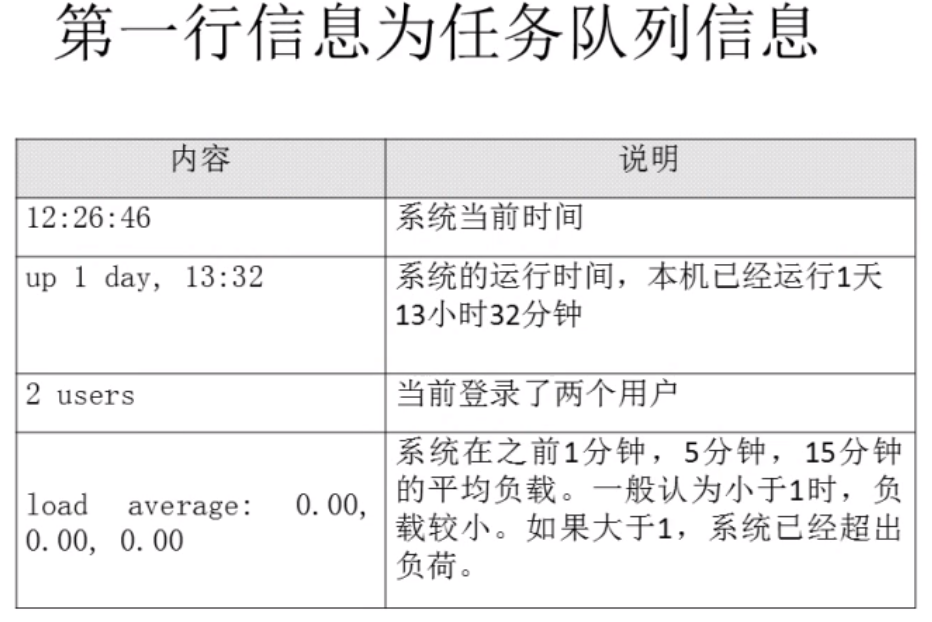 第一行信息为任务队列信息
内容
说明
12:26:46
系统当前时间
up 1 day, 13:32
系统的运行时间，本机已经运行1天
13小时32分钟
2 users
当前登录了两个用户
load average: 0.00,
0.00, 0.00
系统在之前1分钟，5分钟，15分钟
的平均负载。一般认为小于1时，负
载较小。如果大于1，系统已经超出
负荷。